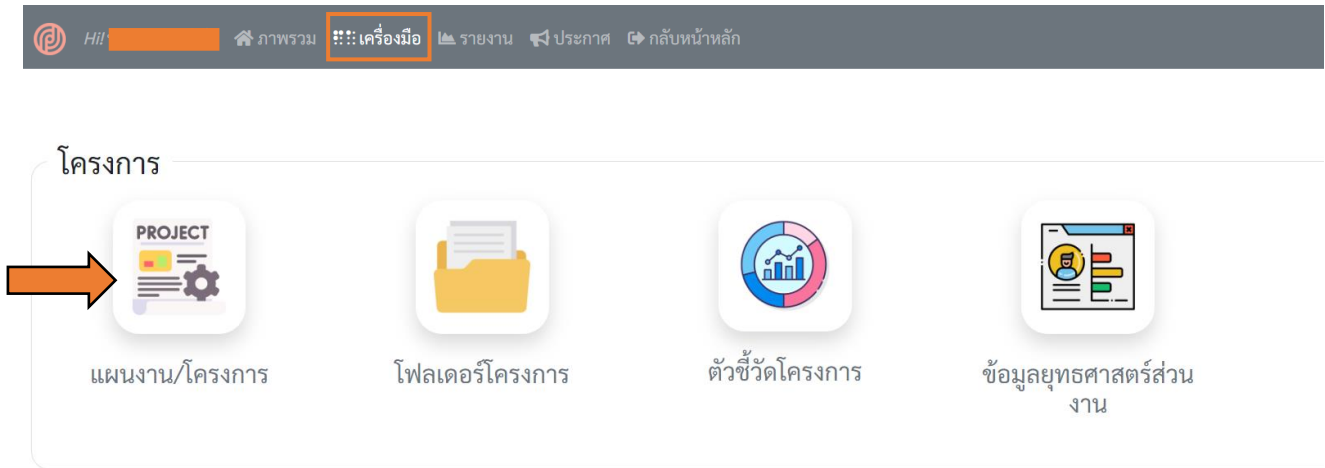 Hi! ภาพรวม เครื่องมือ รายงาน ประกาศ กลับหน้าหลัก
โครงการ
PROJECT
แผนงาน/โครงการ โฟลเดอร์โครงการ ตัวชี้วัดโครงการ ข้อมูลยุทธศาสตร์ส่วน
งาน